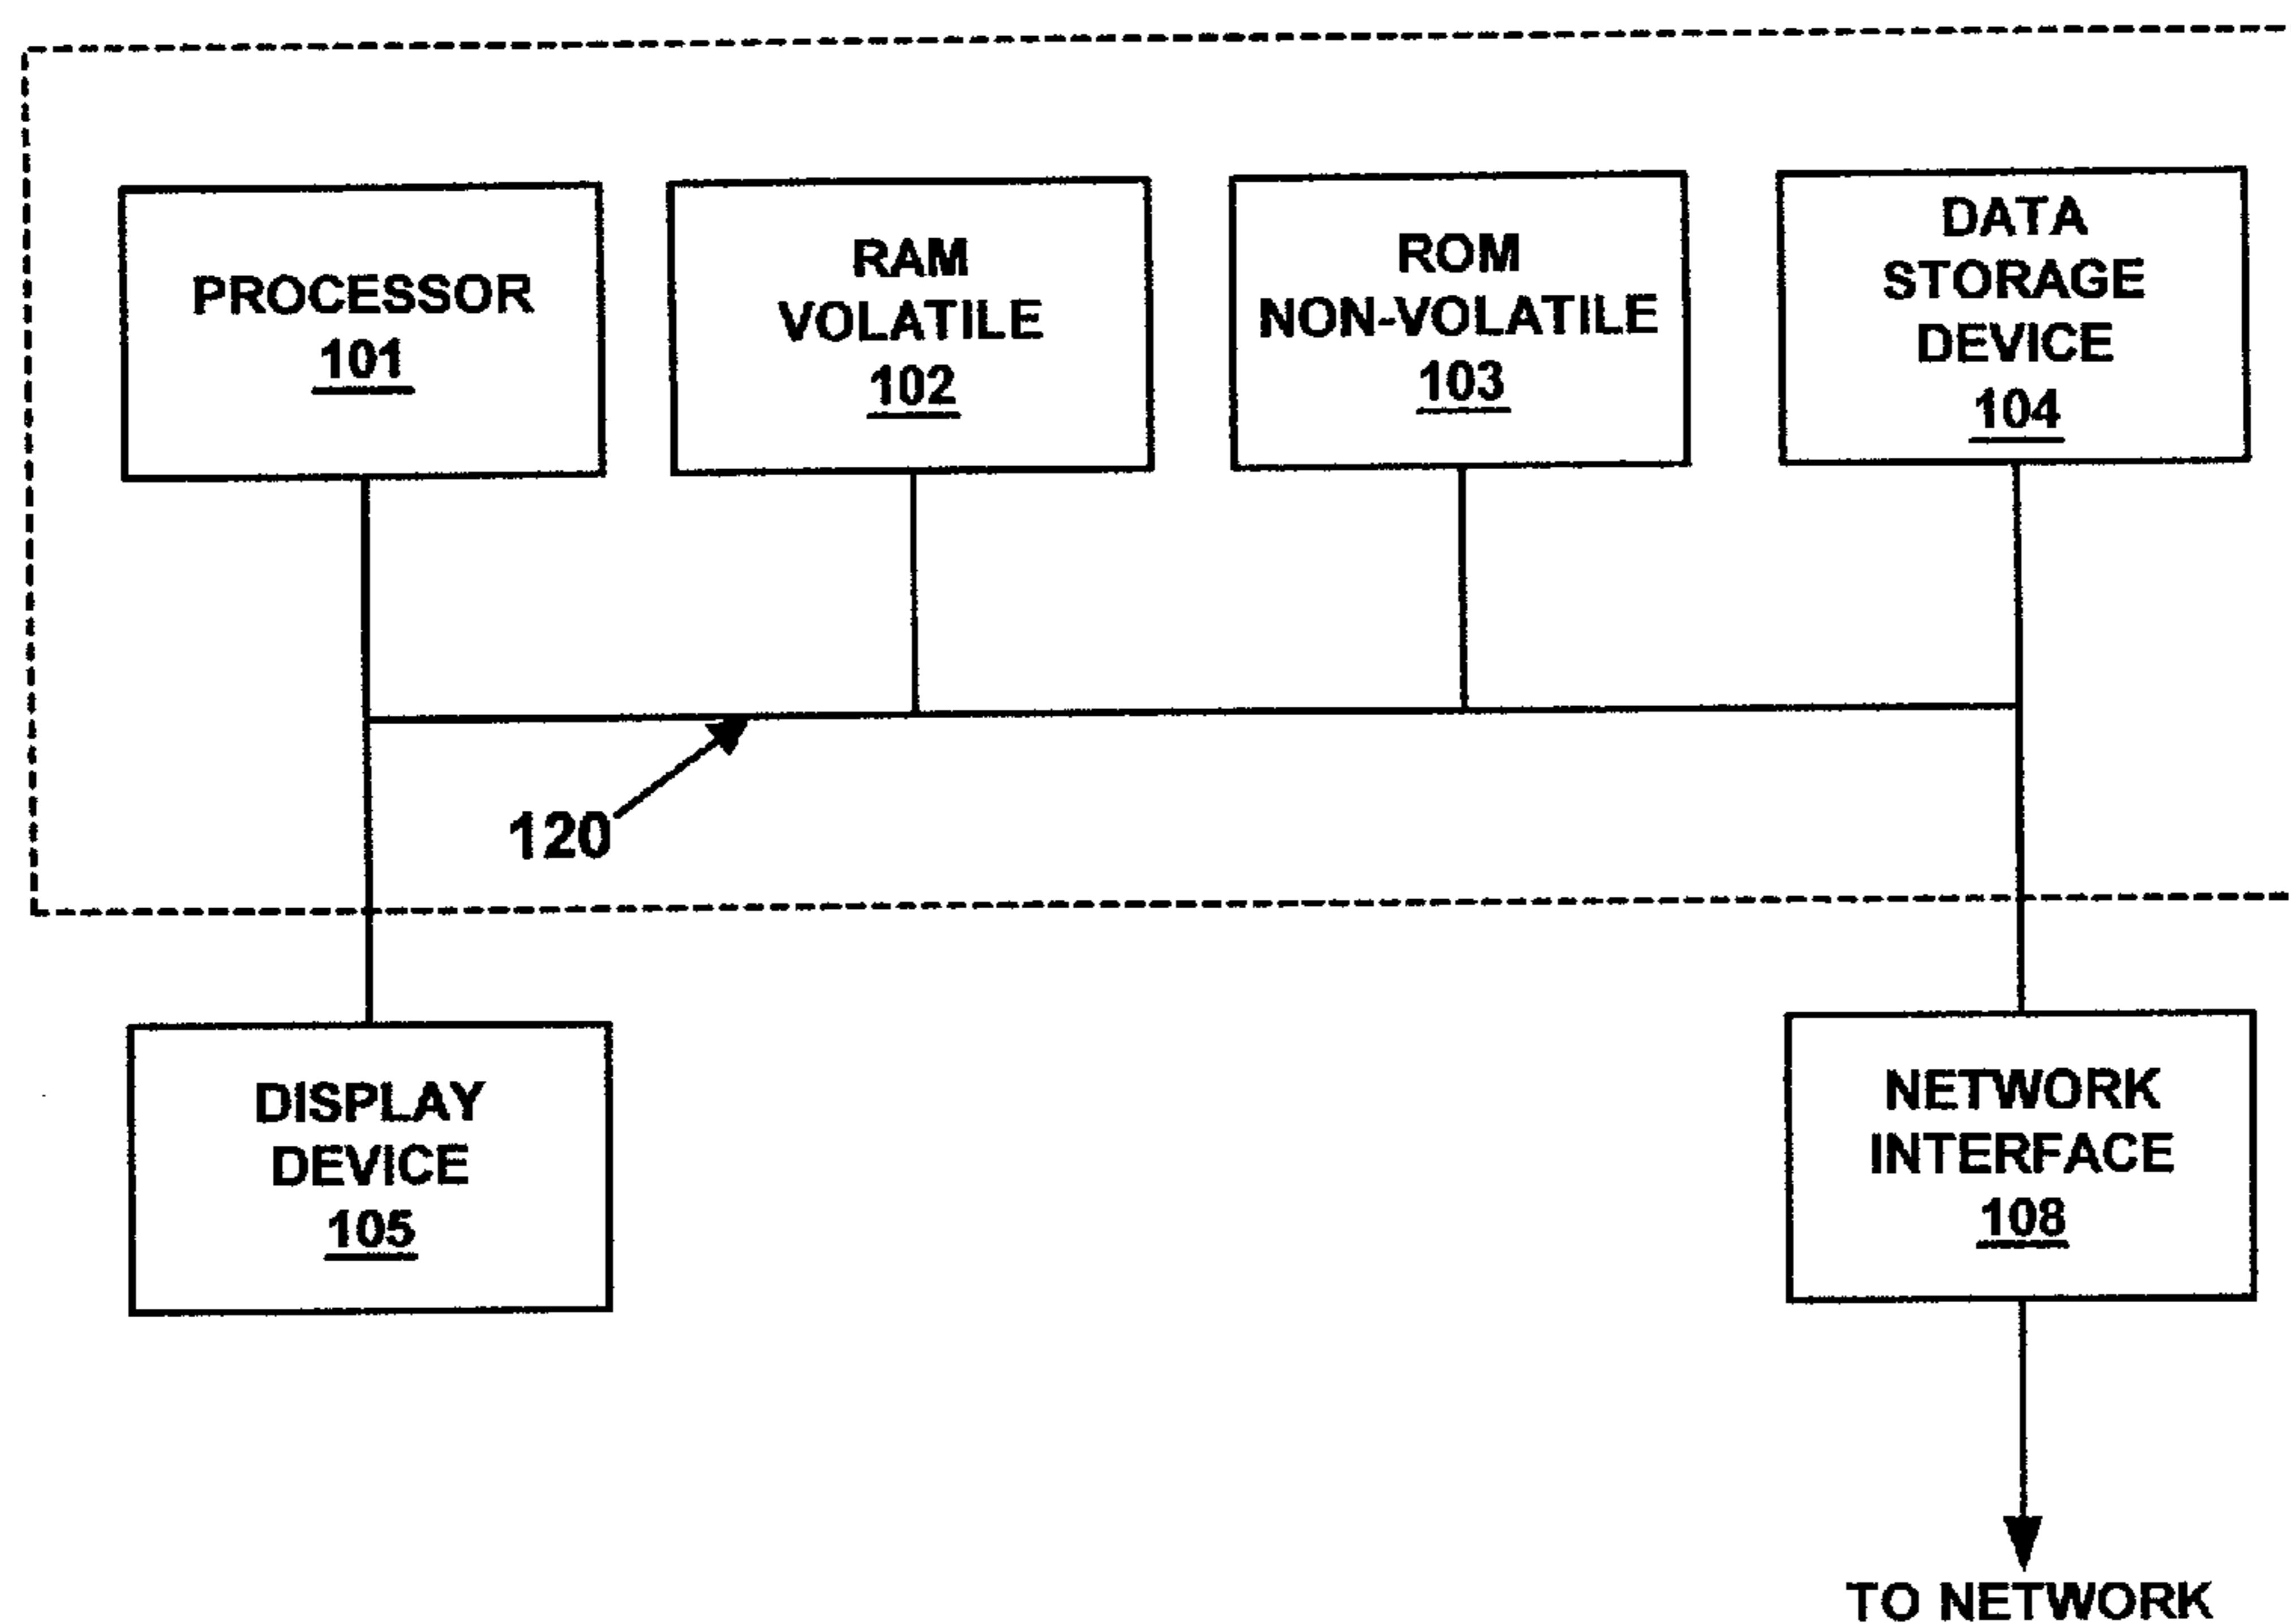 PROCESSOR
101
RAM
VOLATILE
102
ROM
NON-VOLATILE
103
DATA
STORAGE
DEVICE
104
120
DISPLAY
DEVICE
105
NETWORK
INTERFACE
108
TO NETWORK